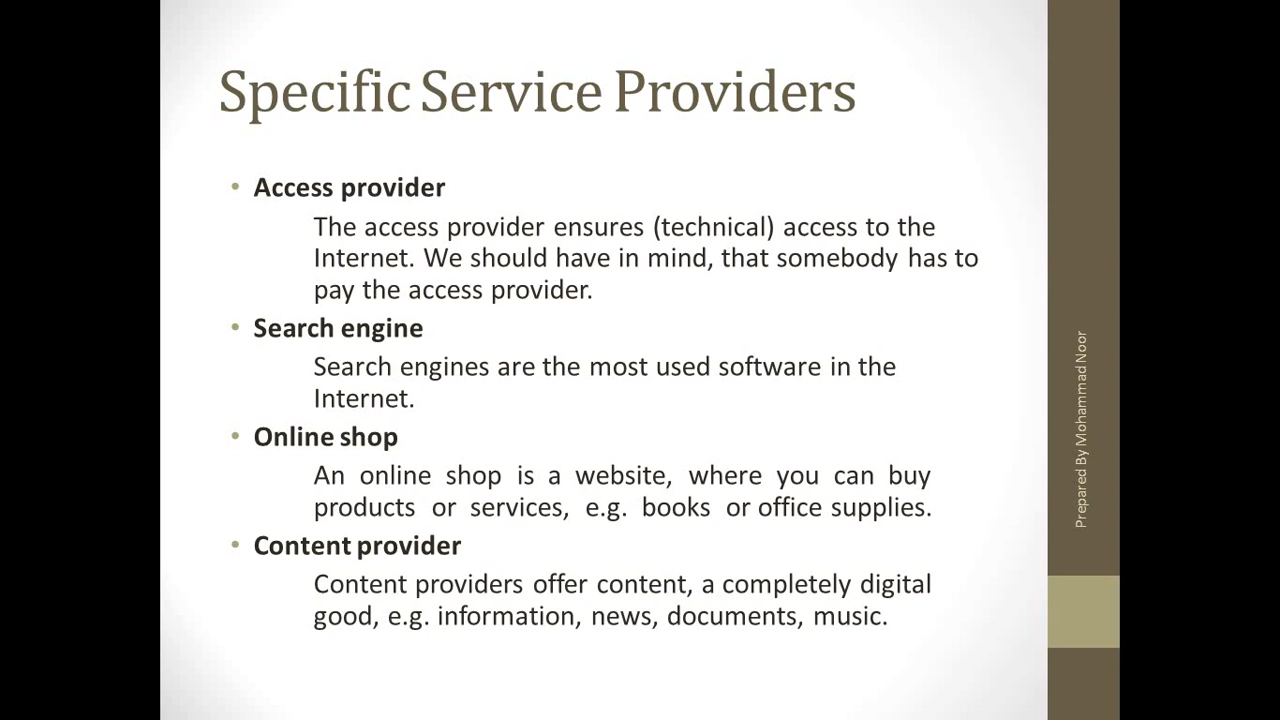 Specific Service Providers
• Access provider
The access provider ensures (technical) access to the
Internet. We should have in mind, that somebody has to
pay the access provider.
• Search engine
Search engines are the most used software in the
Internet.
• Online shop
An online shop is a website, where you can buy
products or services, e.g. books or office supplies.
• Content provider
Content providers offer content, a completely digital
good, e.g. information, news, documents, music.
Prepared By Mohammad Noor